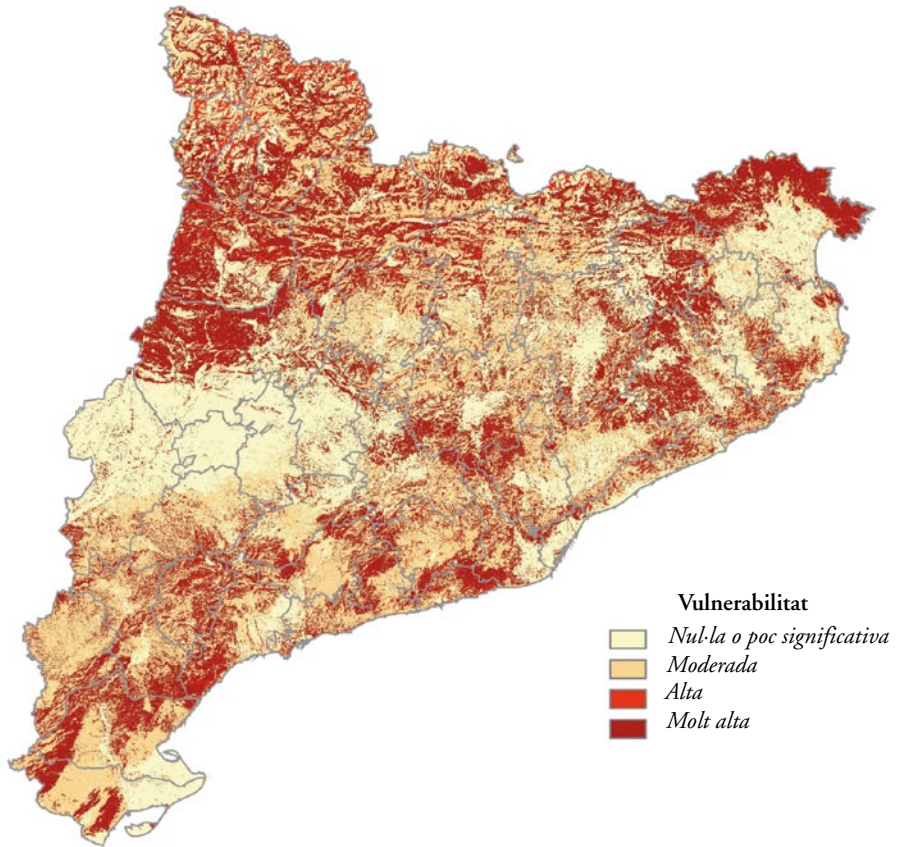 Vulnerabilitat
Nul·la o poc significativa
Moderada
Alta
Molt alta